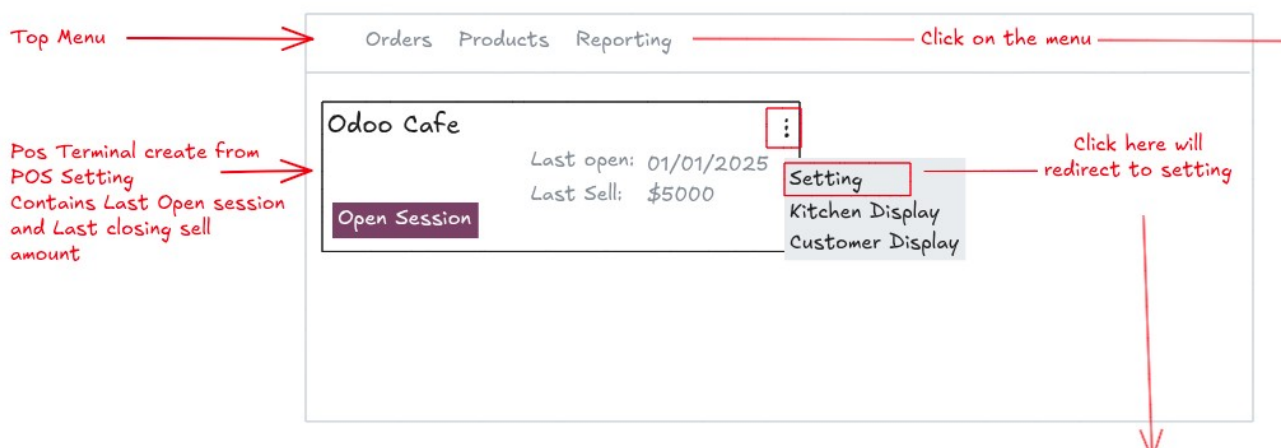 Top Menu
Orders Products Reporting
Click on the menu
Odoo Cafe
Pos Terminal create from
POS Setting
Contains Last Open session
and Last closing sell
amount
Last open: 01/01/2025
Last Sell: $5000
Open Session
Setting
Kitchen Display
Customer Display
Click here will
redirect to setting